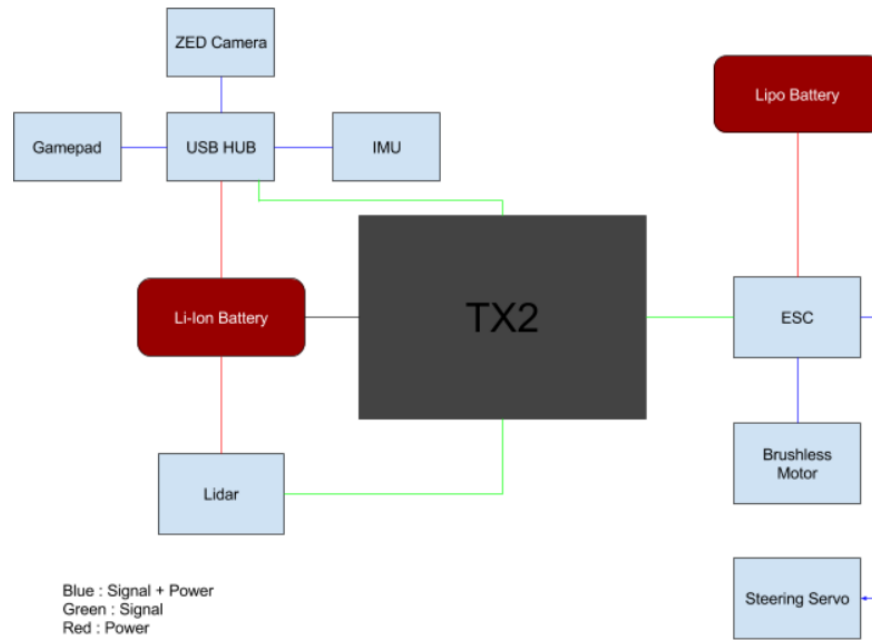 ZED Camera
Lipo Battery
Gamepad
USB HUB
IMU
TX2
Li-Ion Battery
ESC
Brushless
Motor
Lidar
Steering Servo
Blue : Signal + Power
Green : Signal
Red : Power